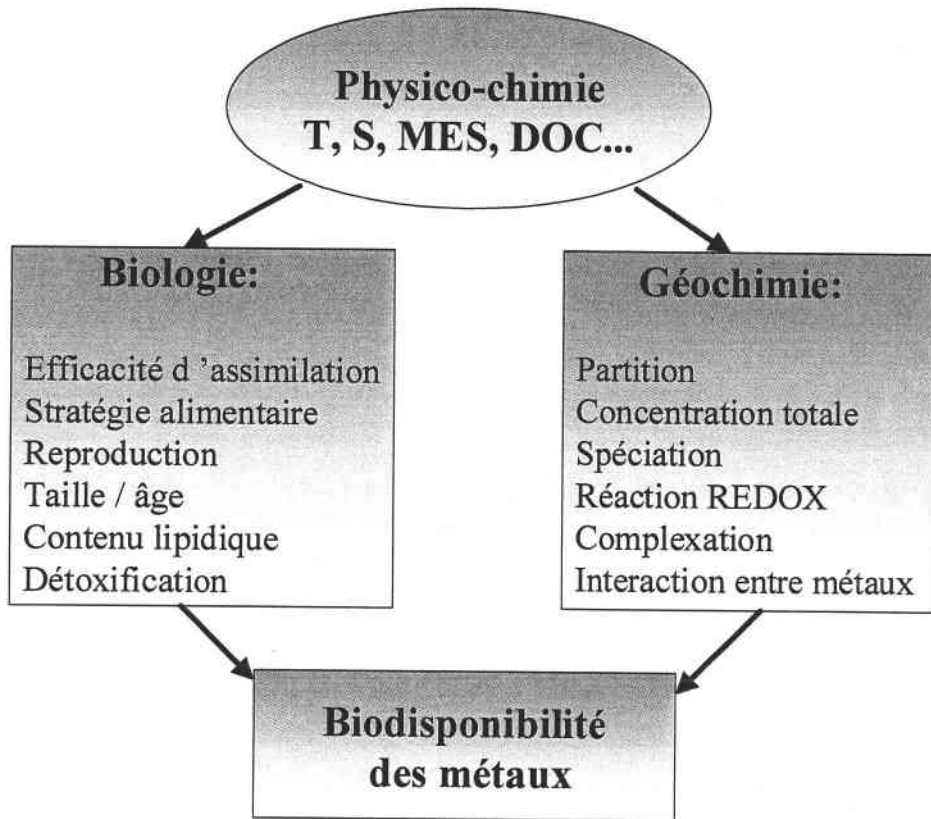 Physico-chimie
T, S, MES, DOC...
Biologie:
Efficacité d ’assimilation
Stratégie alimentaire
Reproduction
Taille / âge
Contenu lipidique
Détoxification
Géochimie:
Partition
Concentration totale
Spéciation
Réaction REDOX
Complexation
Interaction entre métaux
Biodisponibilité
des métaux